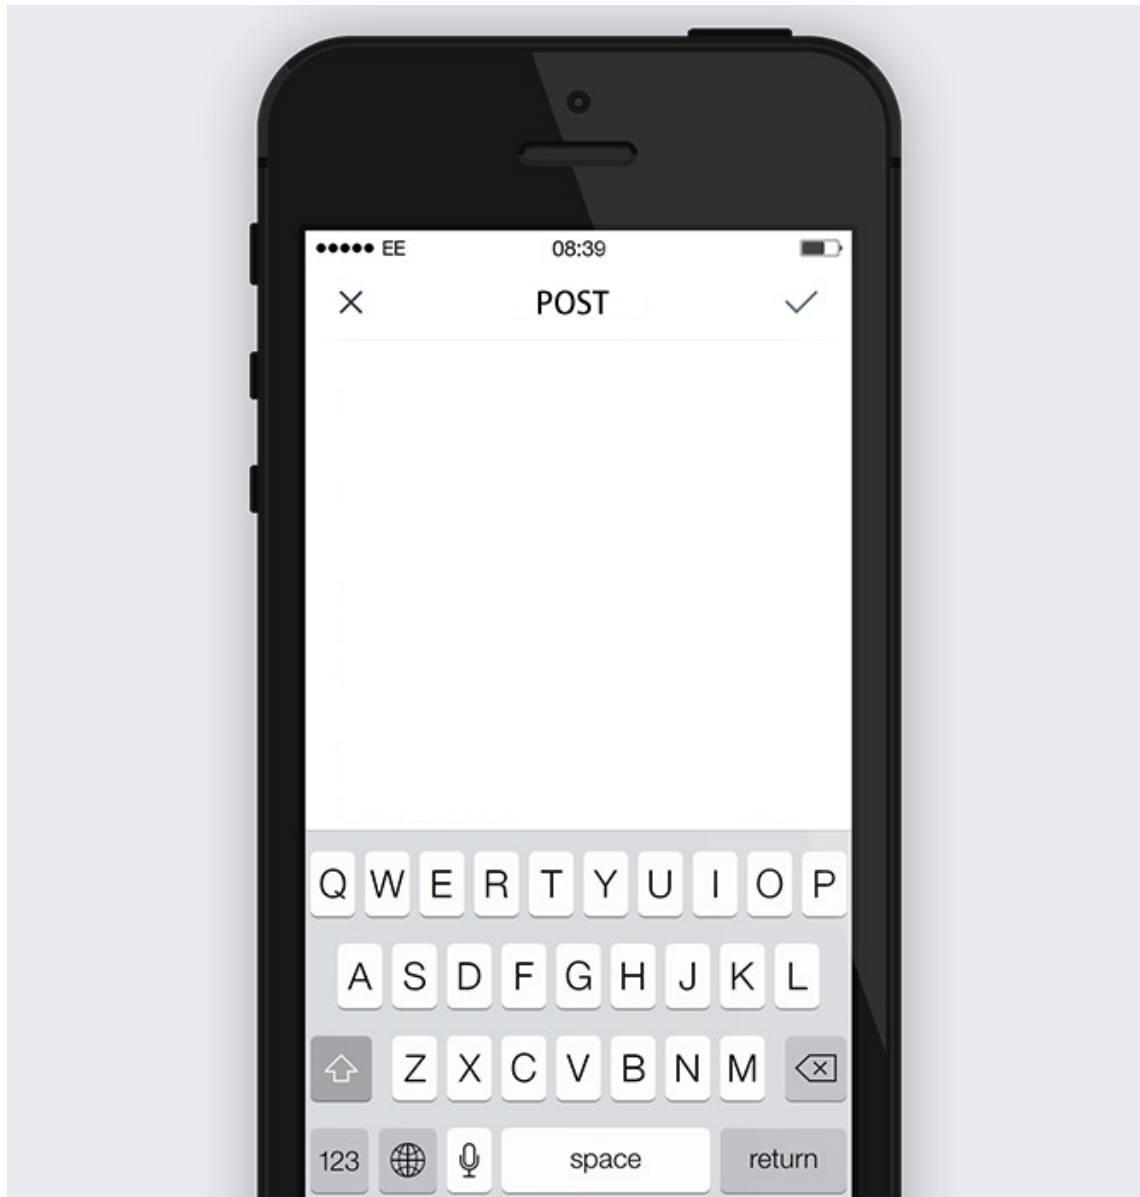 ●●●●● EE 08:39
POST
Q W E R T Y U I O P
A S D F G H J K L
Z X C V B N M
123 space return